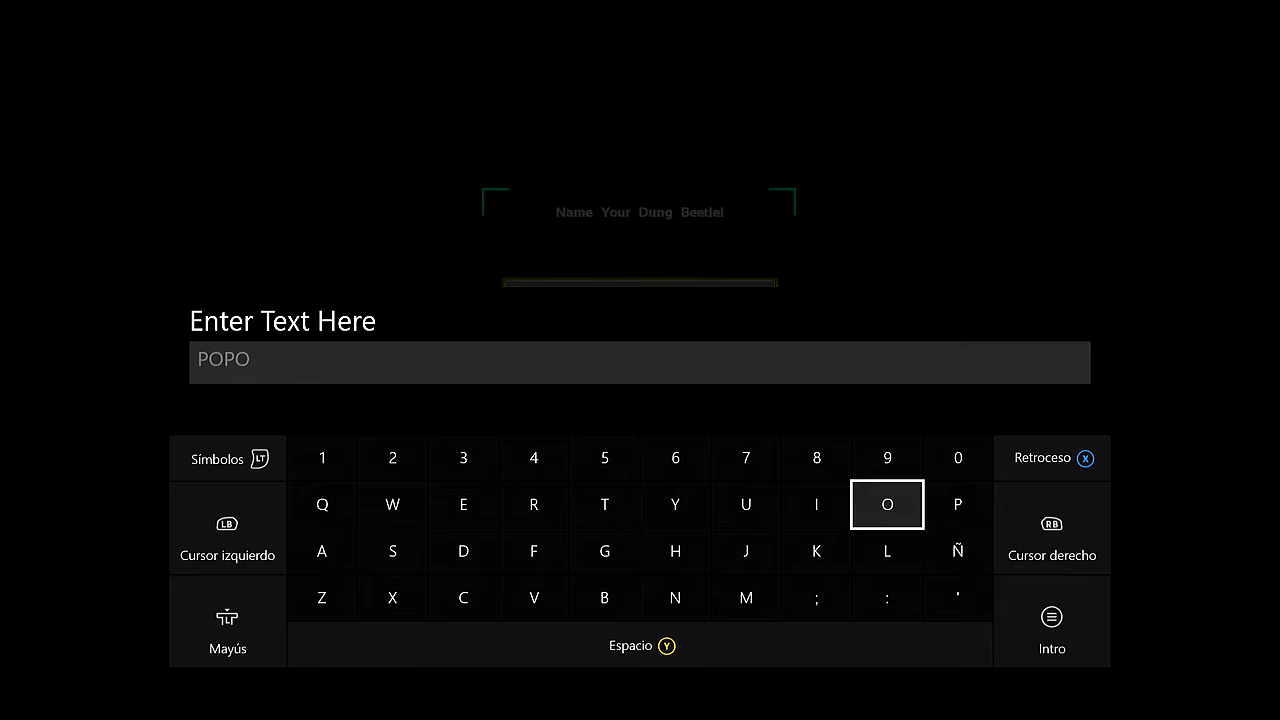 Name Your Dung Beetle!
Enter Text Here
POPO
Símbolos LT 1 2 3 4 5 6 7 8 9 0 Retroceso X
Q W E R T Y U I O P
LB RB
Cursor izquierdo A S D F G H J K L Ñ Cursor derecho
Z X C V B N M ; : '
Mayús Espacio Y Intro